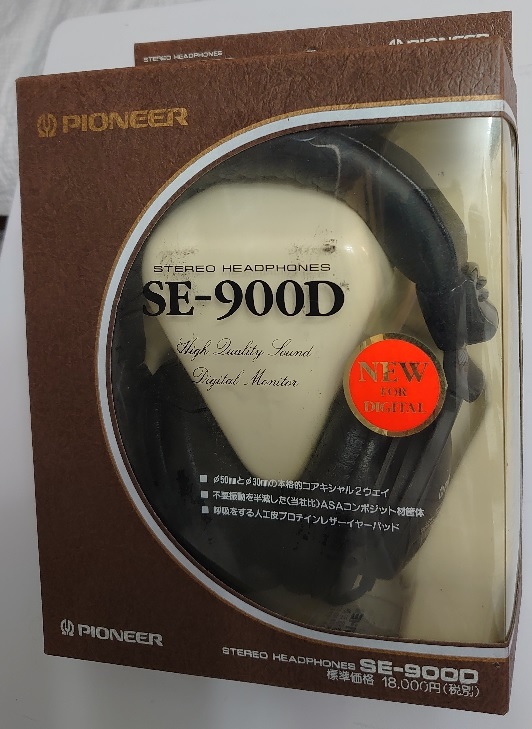 STEREO HEADPHONES
PIONEER
PIONEER
STEREO HEADPHONES
SE-900D
High Quality Sound
Digital Monitor
NEW
FOR
DIGITAL
■ φ50㎜とφ30㎜の本格的コアキシャル2ウェイ
■ 不要振動を半減した(当社比)ASAコンポジット材筐体
■ 呼吸をする人工皮プロテインレザーイヤーパッド
PIONEER
STEREO HEADPHONES SE-900D
標準価格 18,000円(税別)